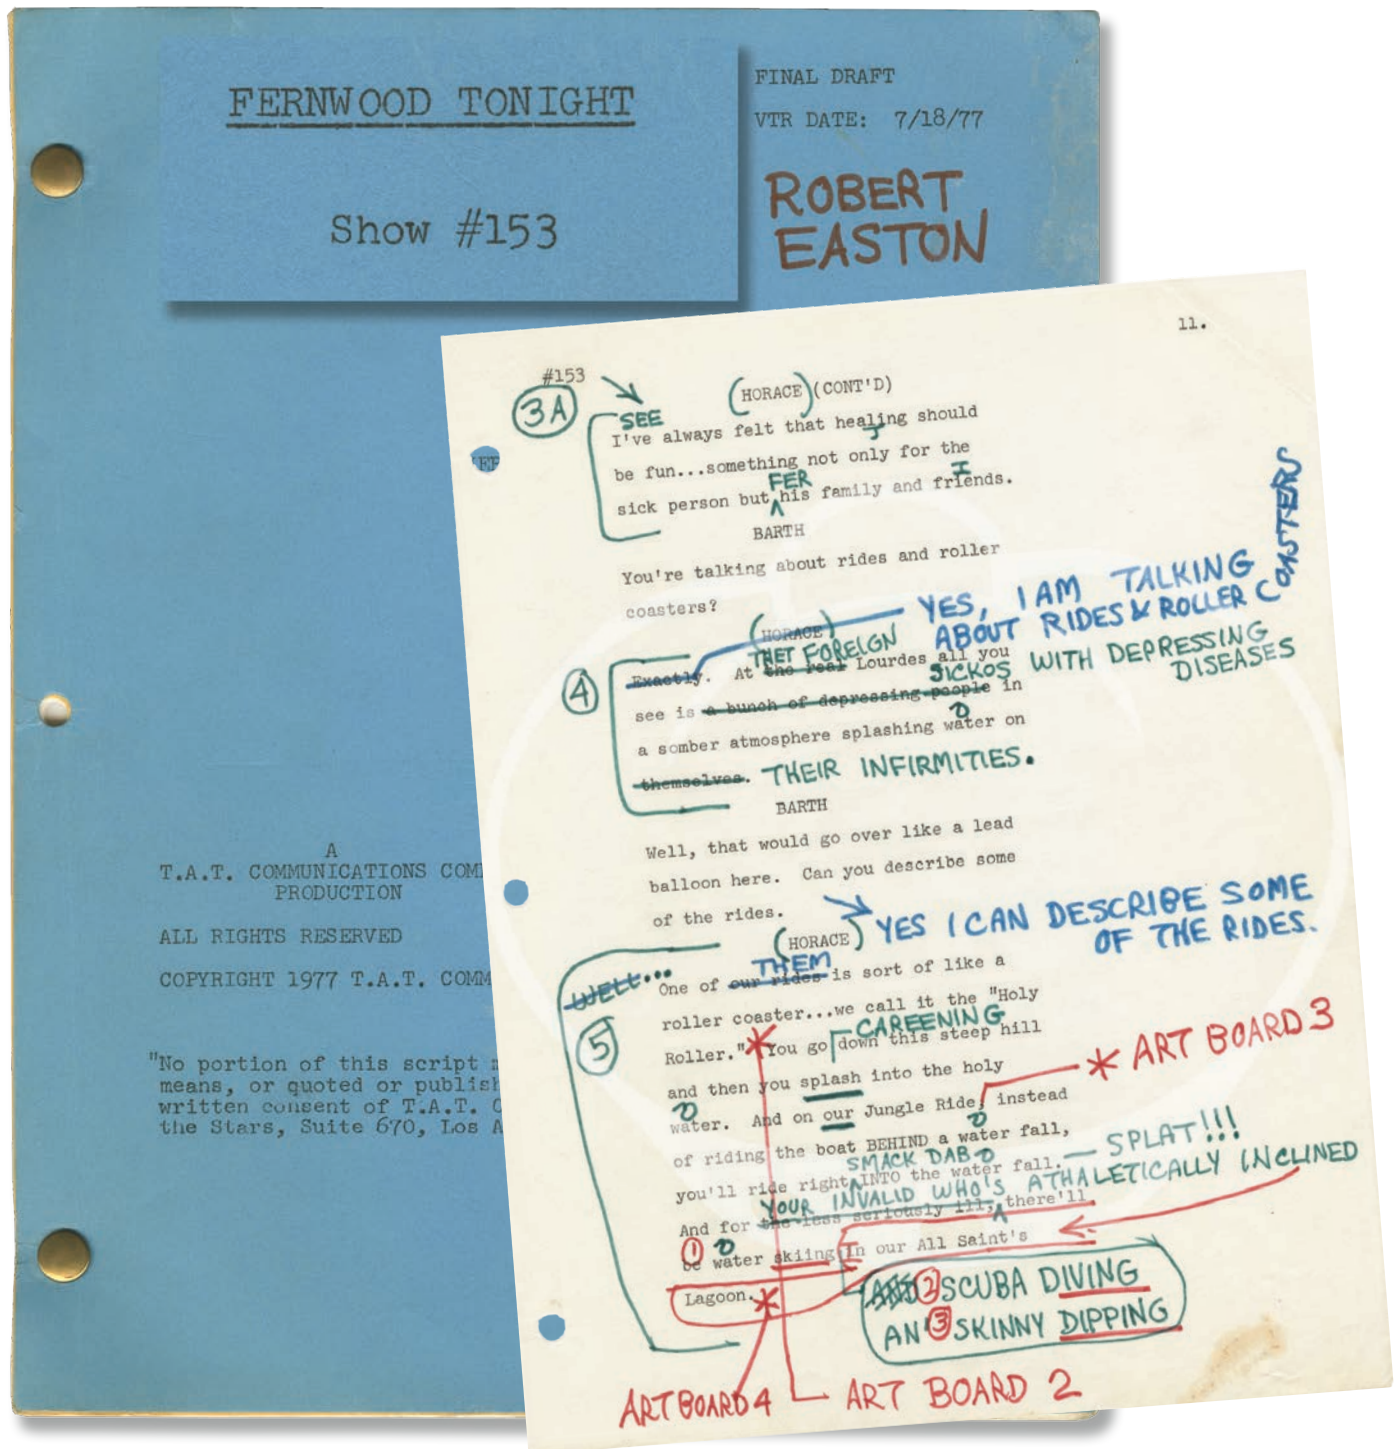 FERNWOOD TONIGHT
Show #153
FINAL DRAFT
VTR DATE: 7/18/77
ROBERT
EASTON
A
T.A.T. COMMUNICATIONS COM
PRODUCTION
ALL RIGHTS RESERVED
COPYRIGHT 1977 T.A.T. COMM
"No portion of this script
means, or quoted or publish
written consent of T.A.T.
the Stars, Suite 670, Los A
11.
#153
3A
(HORACE) (CONT'D)
SEE
I've always felt that healing should
be fun...something not only for the
FER I
sick person but his family and friends.
BARTH
You're talking about rides and roller
coasters?
YES, I AM TALKING
ABOUT RIDES & ROLLER COASTERS
(HORACE)
4
THET FOREIGN
Exactly. At the real Lourdes all you
SICKOS WITH DEPRESSING
DISEASES
see is a bunch of depressing people in
a somber atmosphere splashing water on
themselves. THEIR INFIRMITIES.
BARTH
Well, that would go over like a lead
balloon here. Can you describe some
of the rides.
(HORACE) YES I CAN DESCRIBE SOME
OF THE RIDES.
THEM
WELL... One of our rides is sort of like a
roller coaster...we call it the "Holy
5
CAREENING
Roller." You go down this steep hill
* ART BOARD 3
and then you splash into the holy
water. And on our Jungle Ride, instead
of riding the boat BEHIND a water fall,
SMACK DAB
you'll ride right INTO the water fall. — SPLAT!!!
YOUR INVALID WHO'S ATHALETICALLY INCLINED
And for the less seriously ill, there'll
1
be water skiing in our All Saint's
Lagoon.*
AND 2 SCUBA DIVING
AN' 3 SKINNY DIPPING
ART BOARD 4
ART BOARD 2